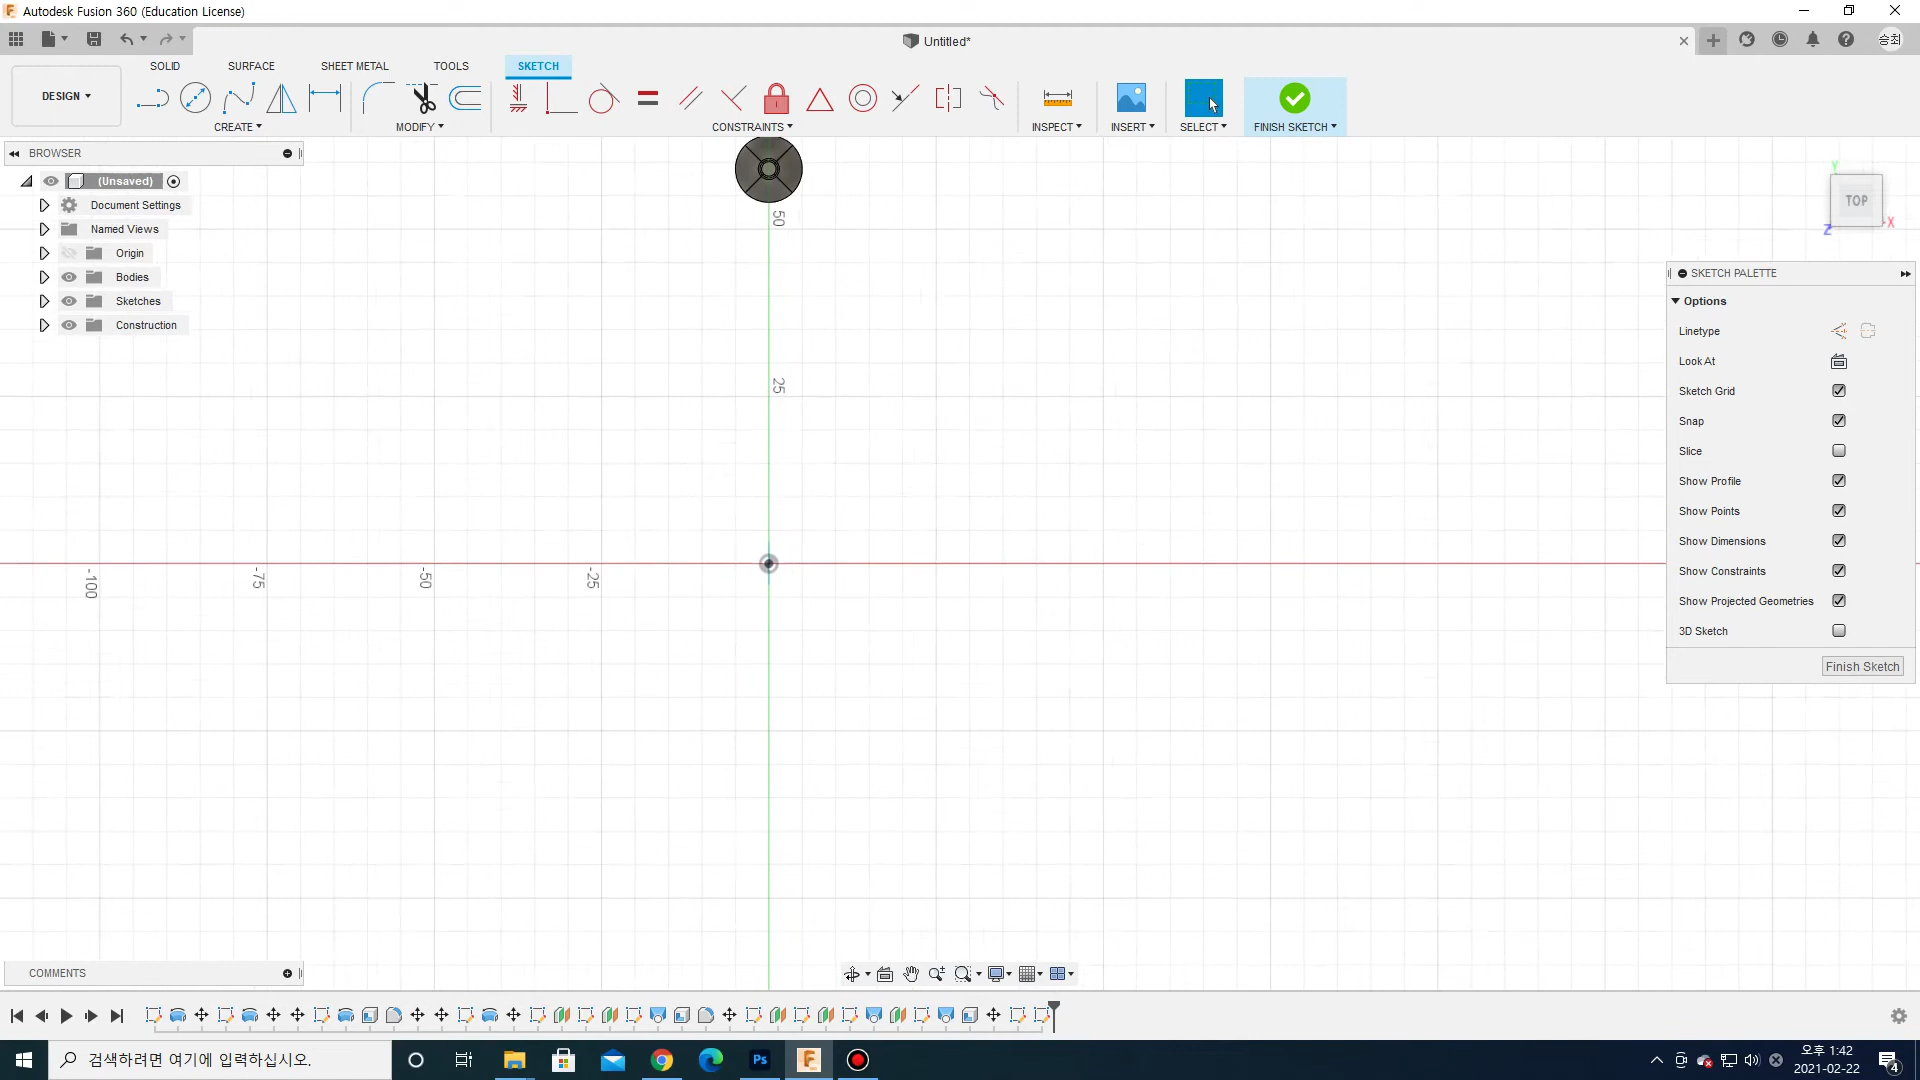 Autodesk Fusion 360 (Education License)
Untitled*
승최
DESIGN
SOLID
SURFACE
SHEET METAL
TOOLS
SKETCH
CREATE
MODIFY
CONSTRAINTS
INSPECT
INSERT
SELECT
FINISH SKETCH
BROWSER
(Unsaved)
Document Settings
Named Views
Origin
Bodies
Sketches
Construction
50
25
-100
-75
-50
-25
Y
TOP
X
Z
SKETCH PALETTE
Options
Linetype
Look At
Sketch Grid
Snap
Slice
Show Profile
Show Points
Show Dimensions
Show Constraints
Show Projected Geometries
3D Sketch
Finish Sketch
COMMENTS
검색하려면 여기에 입력하십시오.
Ps
F
오후 1:42
2021-02-22
4